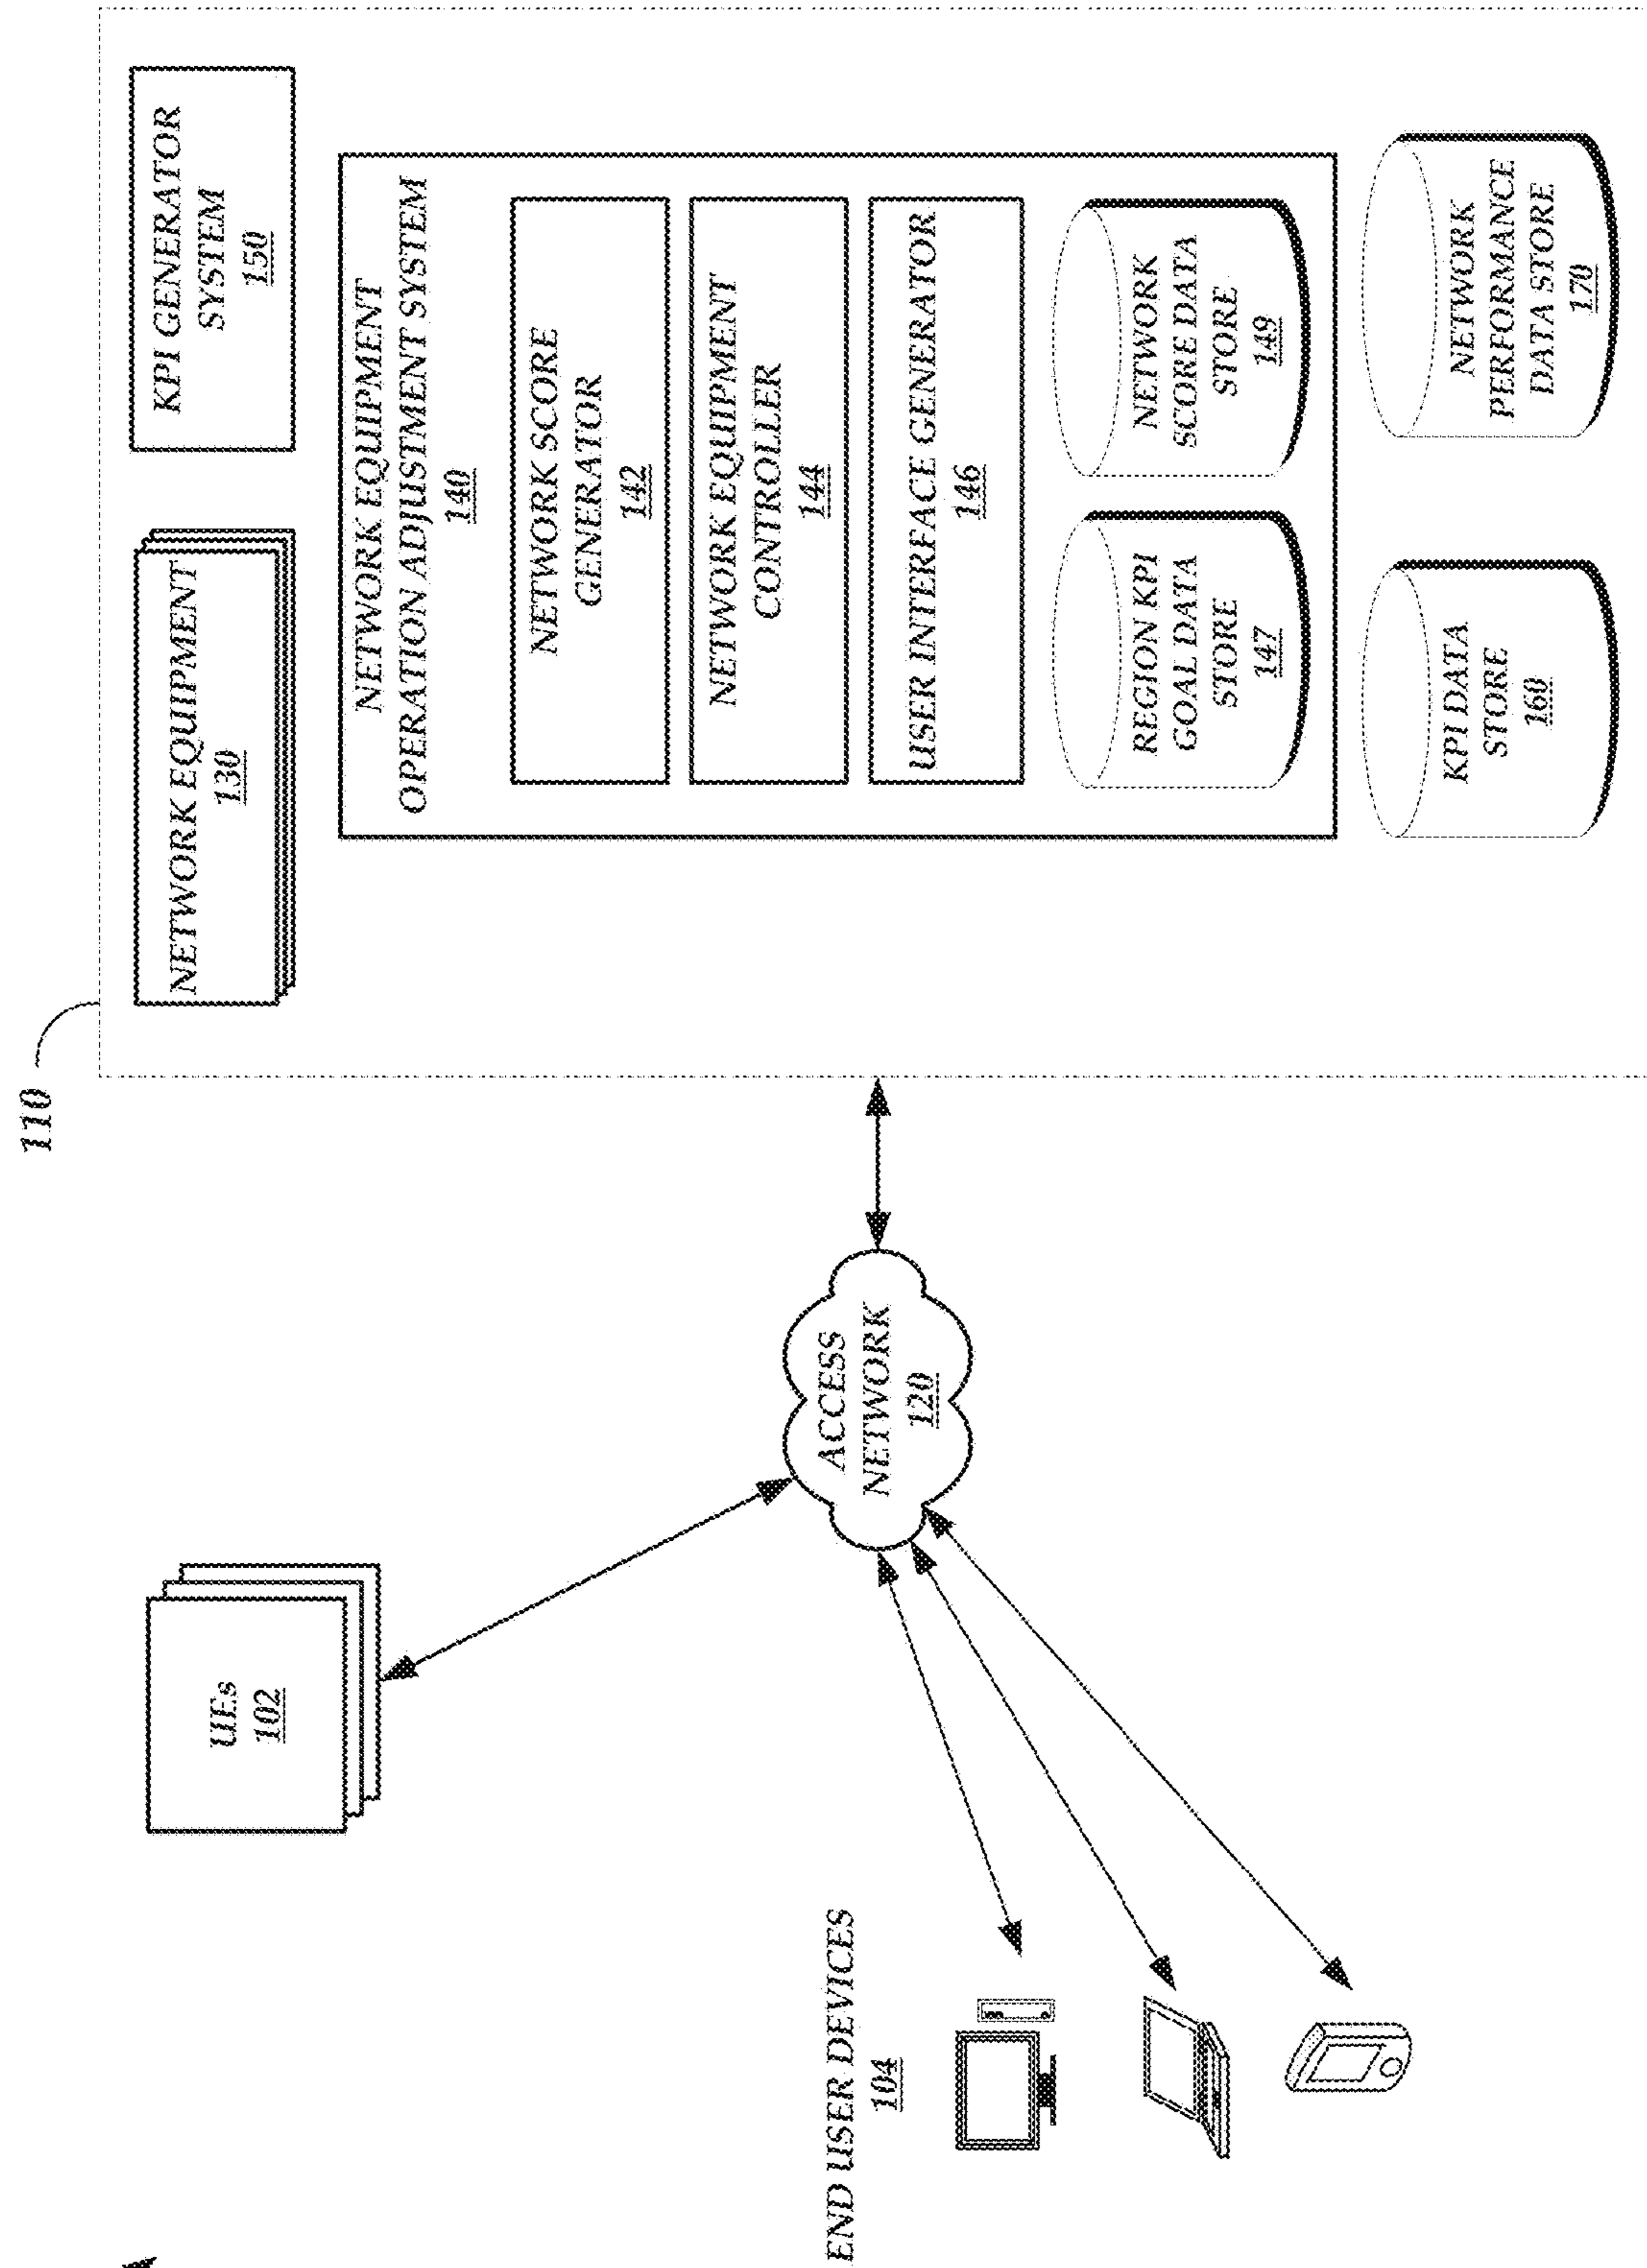 110
UEs
102
END USER DEVICES
104
ACCESS
NETWORK
120
NETWORK EQUIPMENT
130
KPI GENERATOR
SYSTEM
150
NETWORK EQUIPMENT
OPERATION ADJUSTMENT SYSTEM
140
NETWORK SCORE
GENERATOR
142
NETWORK EQUIPMENT
CONTROLLER
144
USER INTERFACE GENERATOR
146
REGION KPI
GOAL DATA
STORE
147
NETWORK
SCORE DATA
STORE
149
KPI DATA
STORE
160
NETWORK
PERFORMANCE
DATA STORE
170